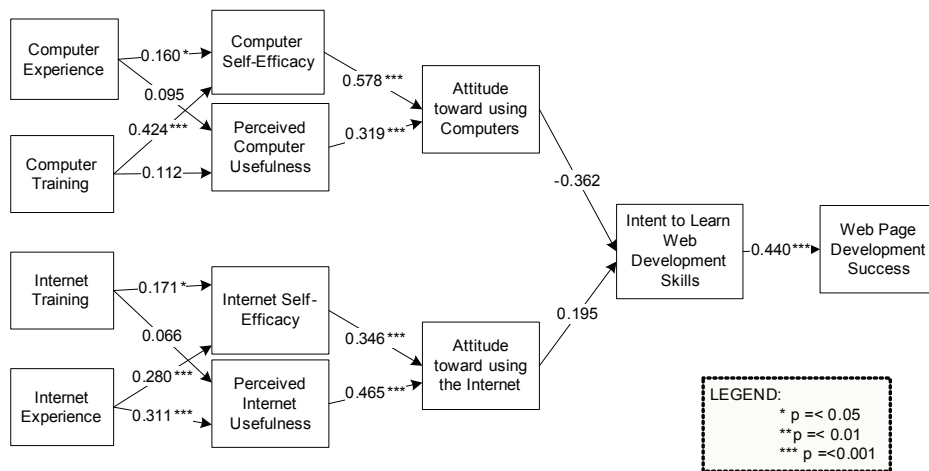 Computer
Experience
0.160 *
0.095
Computer
Self-Efficacy
0.578 ***
Computer
Training
0.424 ***
0.112
Perceived
Computer
Usefulness
0.319 ***
Attitude
toward using
Computers
-0.362
Internet
Training
0.171 *
0.066
Internet Self-
Efficacy
0.346 ***
Internet
Experience
0.280 ***
0.311 ***
Perceived
Internet
Usefulness
0.465 ***
Attitude
toward using
the Internet
0.195
Intent to Learn
Web
Development
Skills
0.440 ***
Web Page
Development
Success
LEGEND:
* p =< 0.05
**p =< 0.01
*** p =<0.001